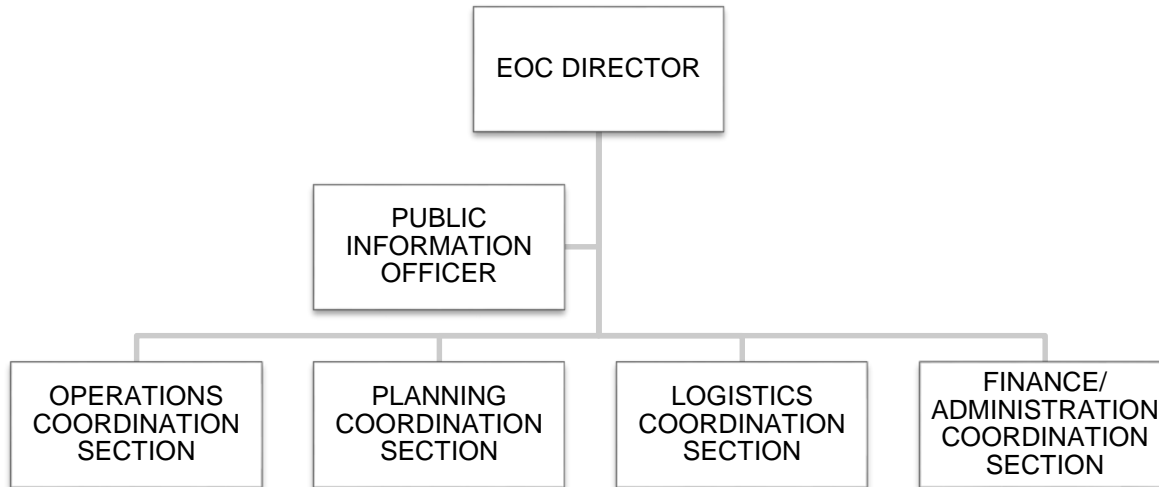 EOC DIRECTOR
PUBLIC
INFORMATION
OFFICER
OPERATIONS
COORDINATION
SECTION
PLANNING
COORDINATION
SECTION
LOGISTICS
COORDINATION
SECTION
FINANCE/
ADMINISTRATION
COORDINATION
SECTION